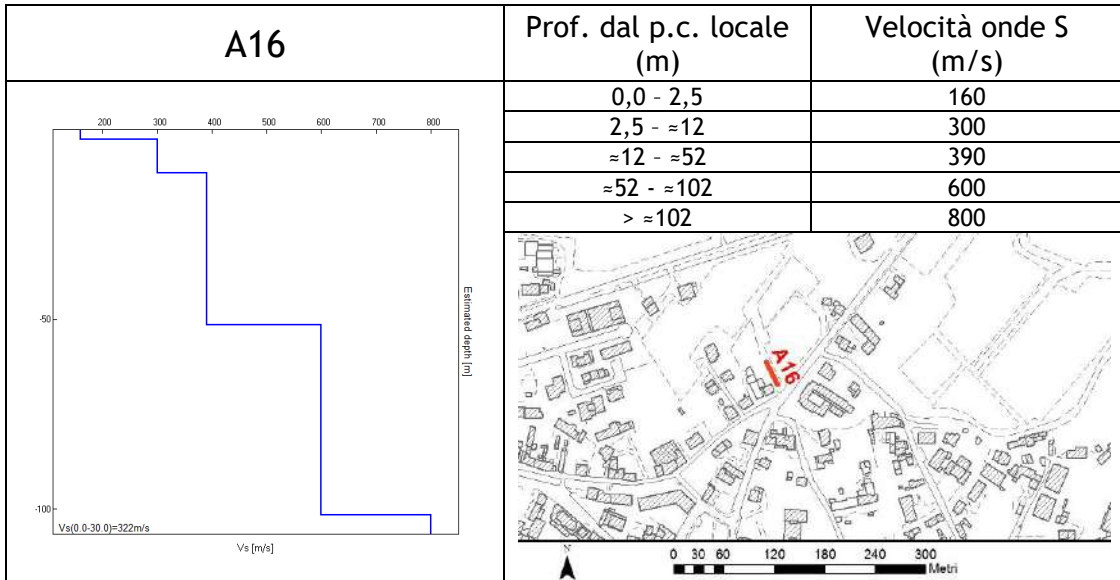 A16
Prof. dal p.c. locale
(m)
Velocità onde S
(m/s)
0,0 – 2,5 160
2,5 – ≈12 300
≈12 – ≈52 390
≈52 - ≈102 600
> ≈102 800
200 300 400 500 600 700 800
-50
-100
Estimated depth [m]
Vs(0.0-30.0)=322m/s
Vs [m/s]
A16
N
0 30 60 120 180 240 300
Metri